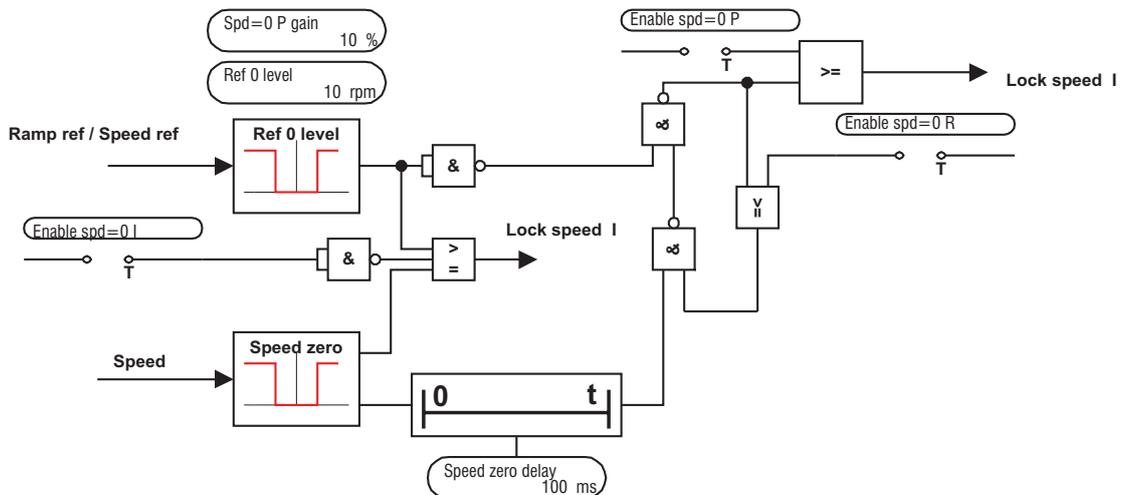 Spd=0 P gain
10 %
Enable spd=0 P
T
>=
Lock speed I
Ref 0 level
10 rpm
Enable spd=0 R
T
Ramp ref / Speed ref
Ref 0 level
&
&
>=
Enable spd=0 I
T
&
>
=
Lock speed I
&
Speed
Speed zero
0 t
Speed zero delay
100 ms